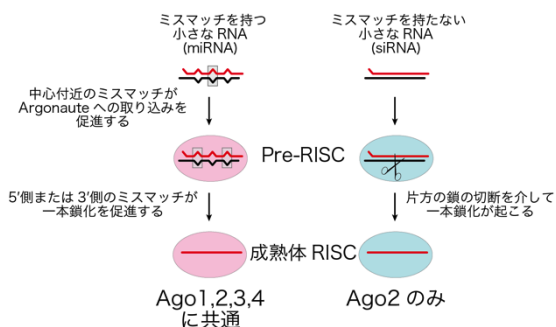 ミスマッチを持つ
小さな RNA
(miRNA)
ミスマッチを持たない
小さな RNA
(siRNA)
中心付近のミスマッチが
Argonaute への取り込みを
促進する
Pre-RISC
5′側または 3′側のミスマッチが
一本鎖化を促進する
片方の鎖の切断を介して
一本鎖化が起こる
成熟体 RISC
Ago1,2,3,4
に共通
Ago2 のみ